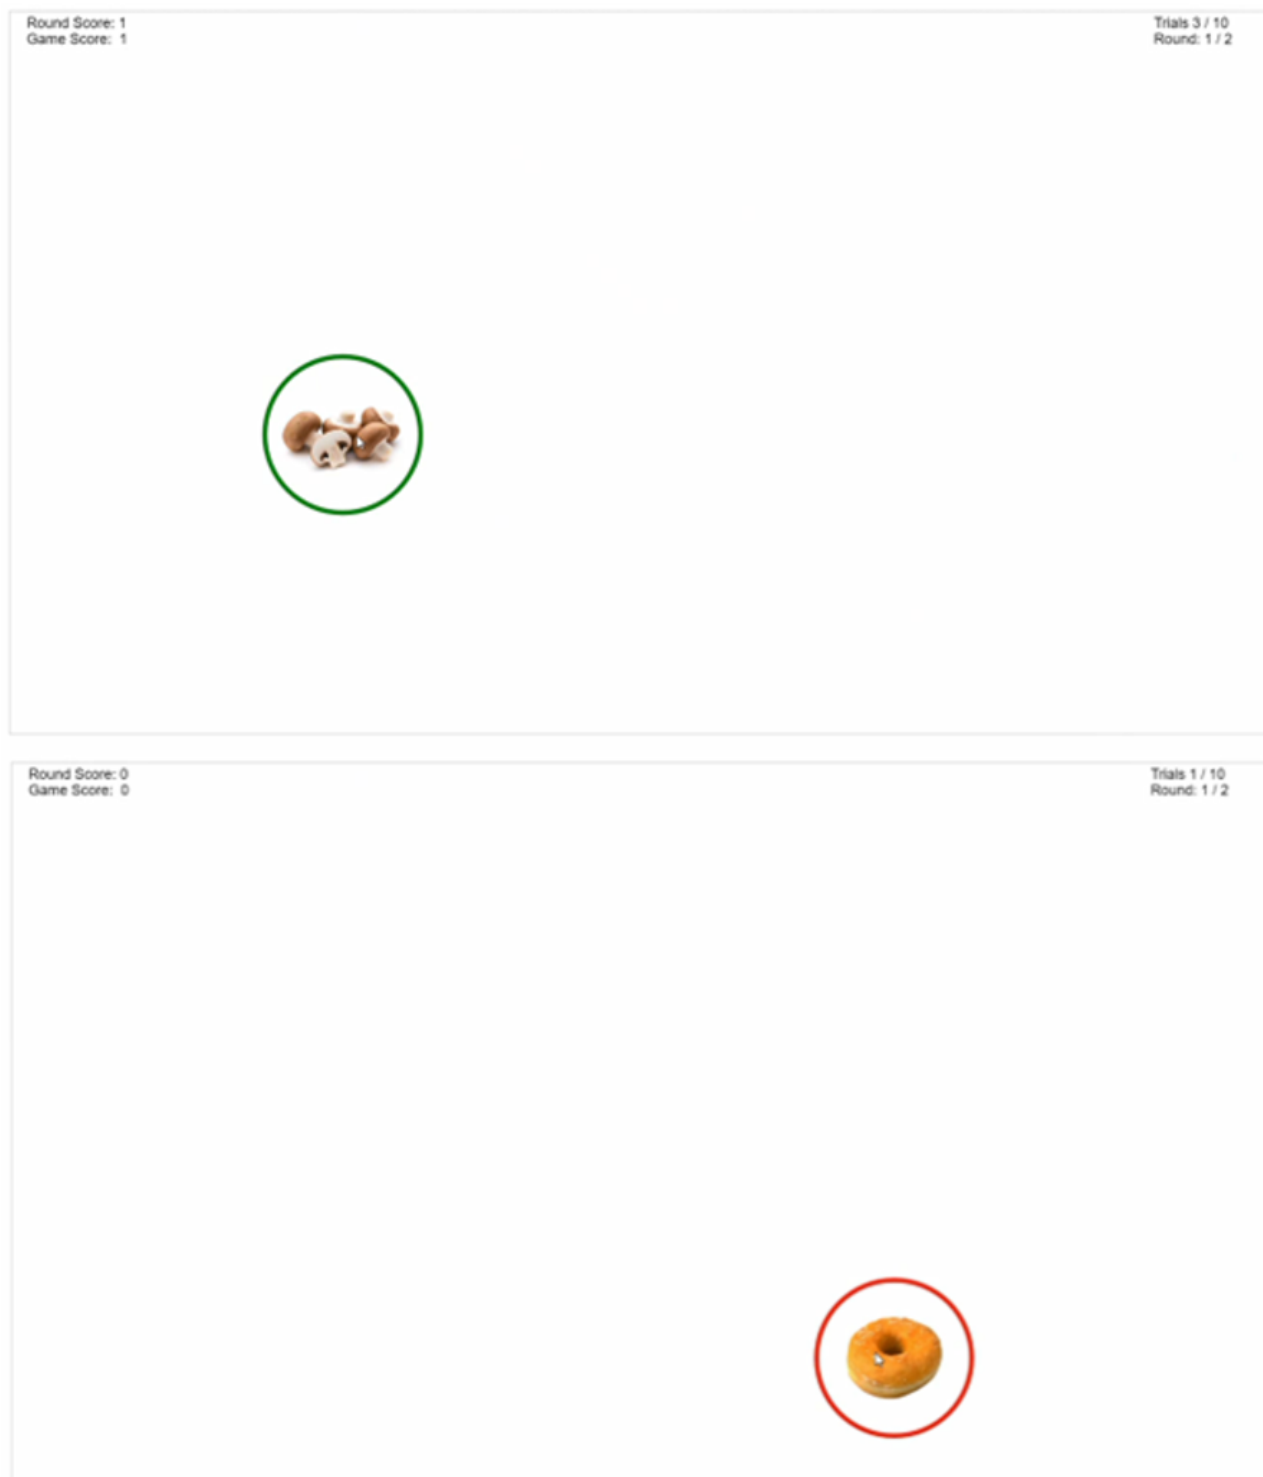 Round Score: 1
Game Score: 1
Trials 3 / 10
Round: 1 / 2
Round Score: 0
Game Score: 0
Trials 1 / 10
Round: 1 / 2